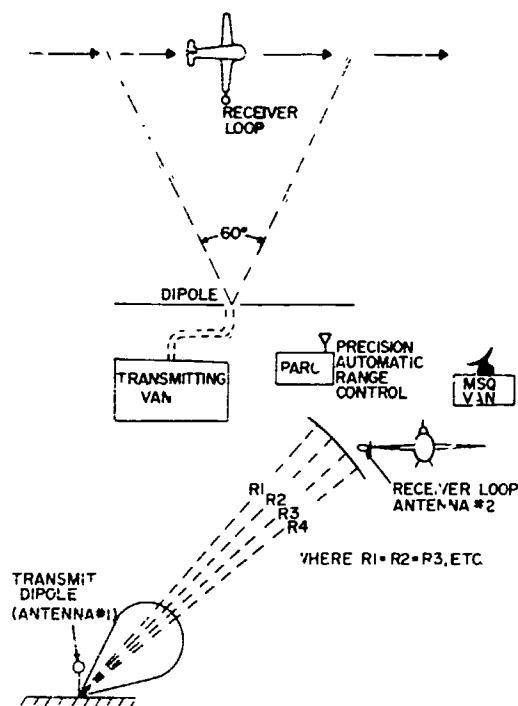 RECEIVER
LOOP
60°
DIPOLE
TRANSMITTING
VAN
PARC
PRECISION
AUTOMATIC
RANGE
CONTROL
MSQ
VAN
R1
R2
R3
R4
RECEIVER LOOP
ANTENNA #2
WHERE R1=R2=R3, ETC
TRANSMIT
DIPOLE
(ANTENNA #1)